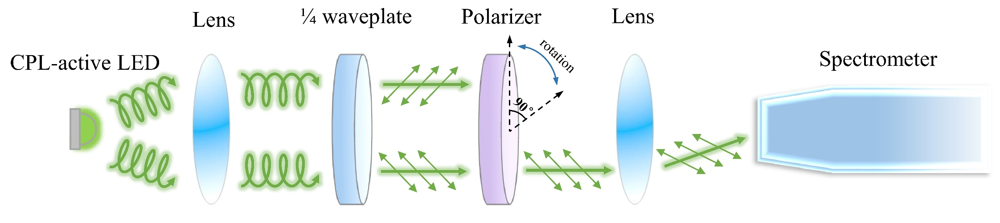 Lens
¼ waveplate
Polarizer
Lens
CPL-active LED
rotation
Spectrometer
90°